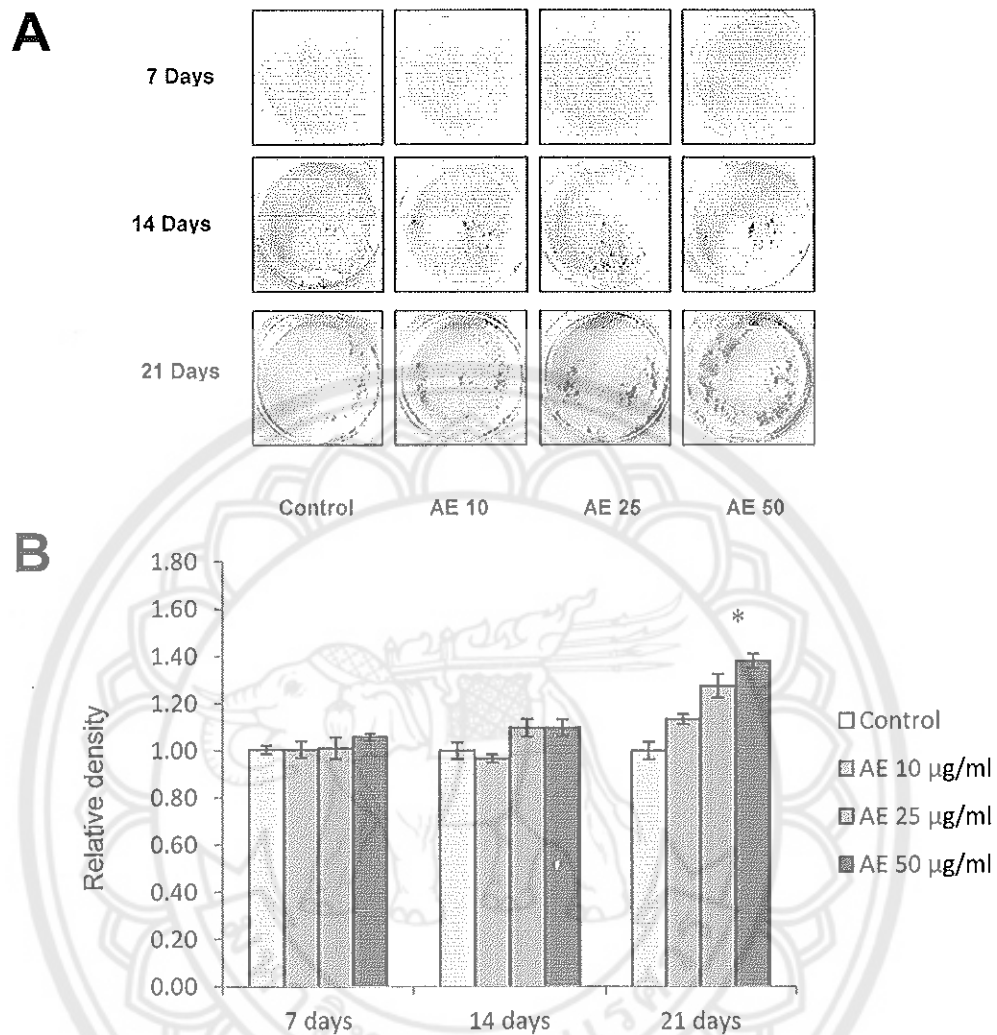 A
7 Days
14 Days
21 Days
Control AE 10 AE 25 AE 50
B
Relative density
1.80
1.60
1.40
1.20
1.00
0.80
0.60
0.40
0.20
0.00
*
7 days 14 days 21 days
Control
AE 10 µg/ml
AE 25 µg/ml
AE 50 µg/ml